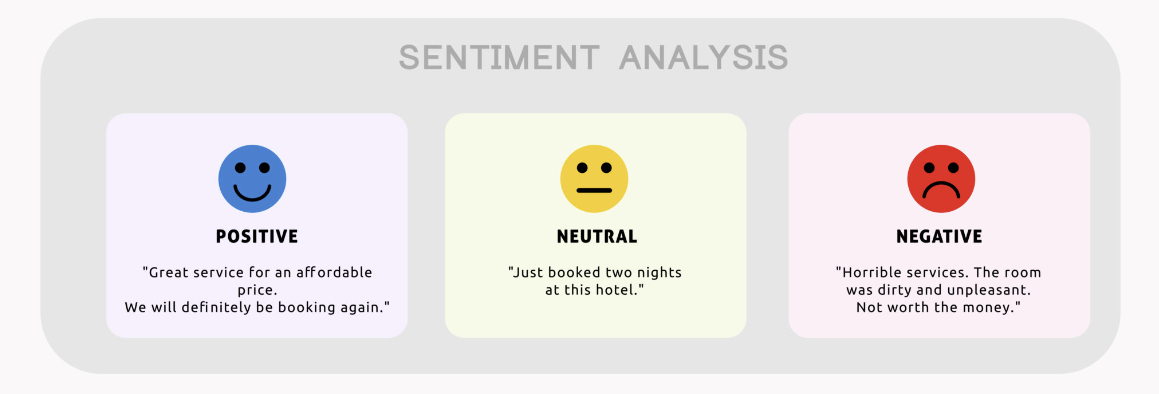 SENTIMENT ANALYSIS
POSITIVE
"Great service for an affordable
price.
We will definitely be booking again."
NEUTRAL
"Just booked two nights
at this hotel."
NEGATIVE
"Horrible services. The room
was dirty and unpleasant.
Not worth the money."